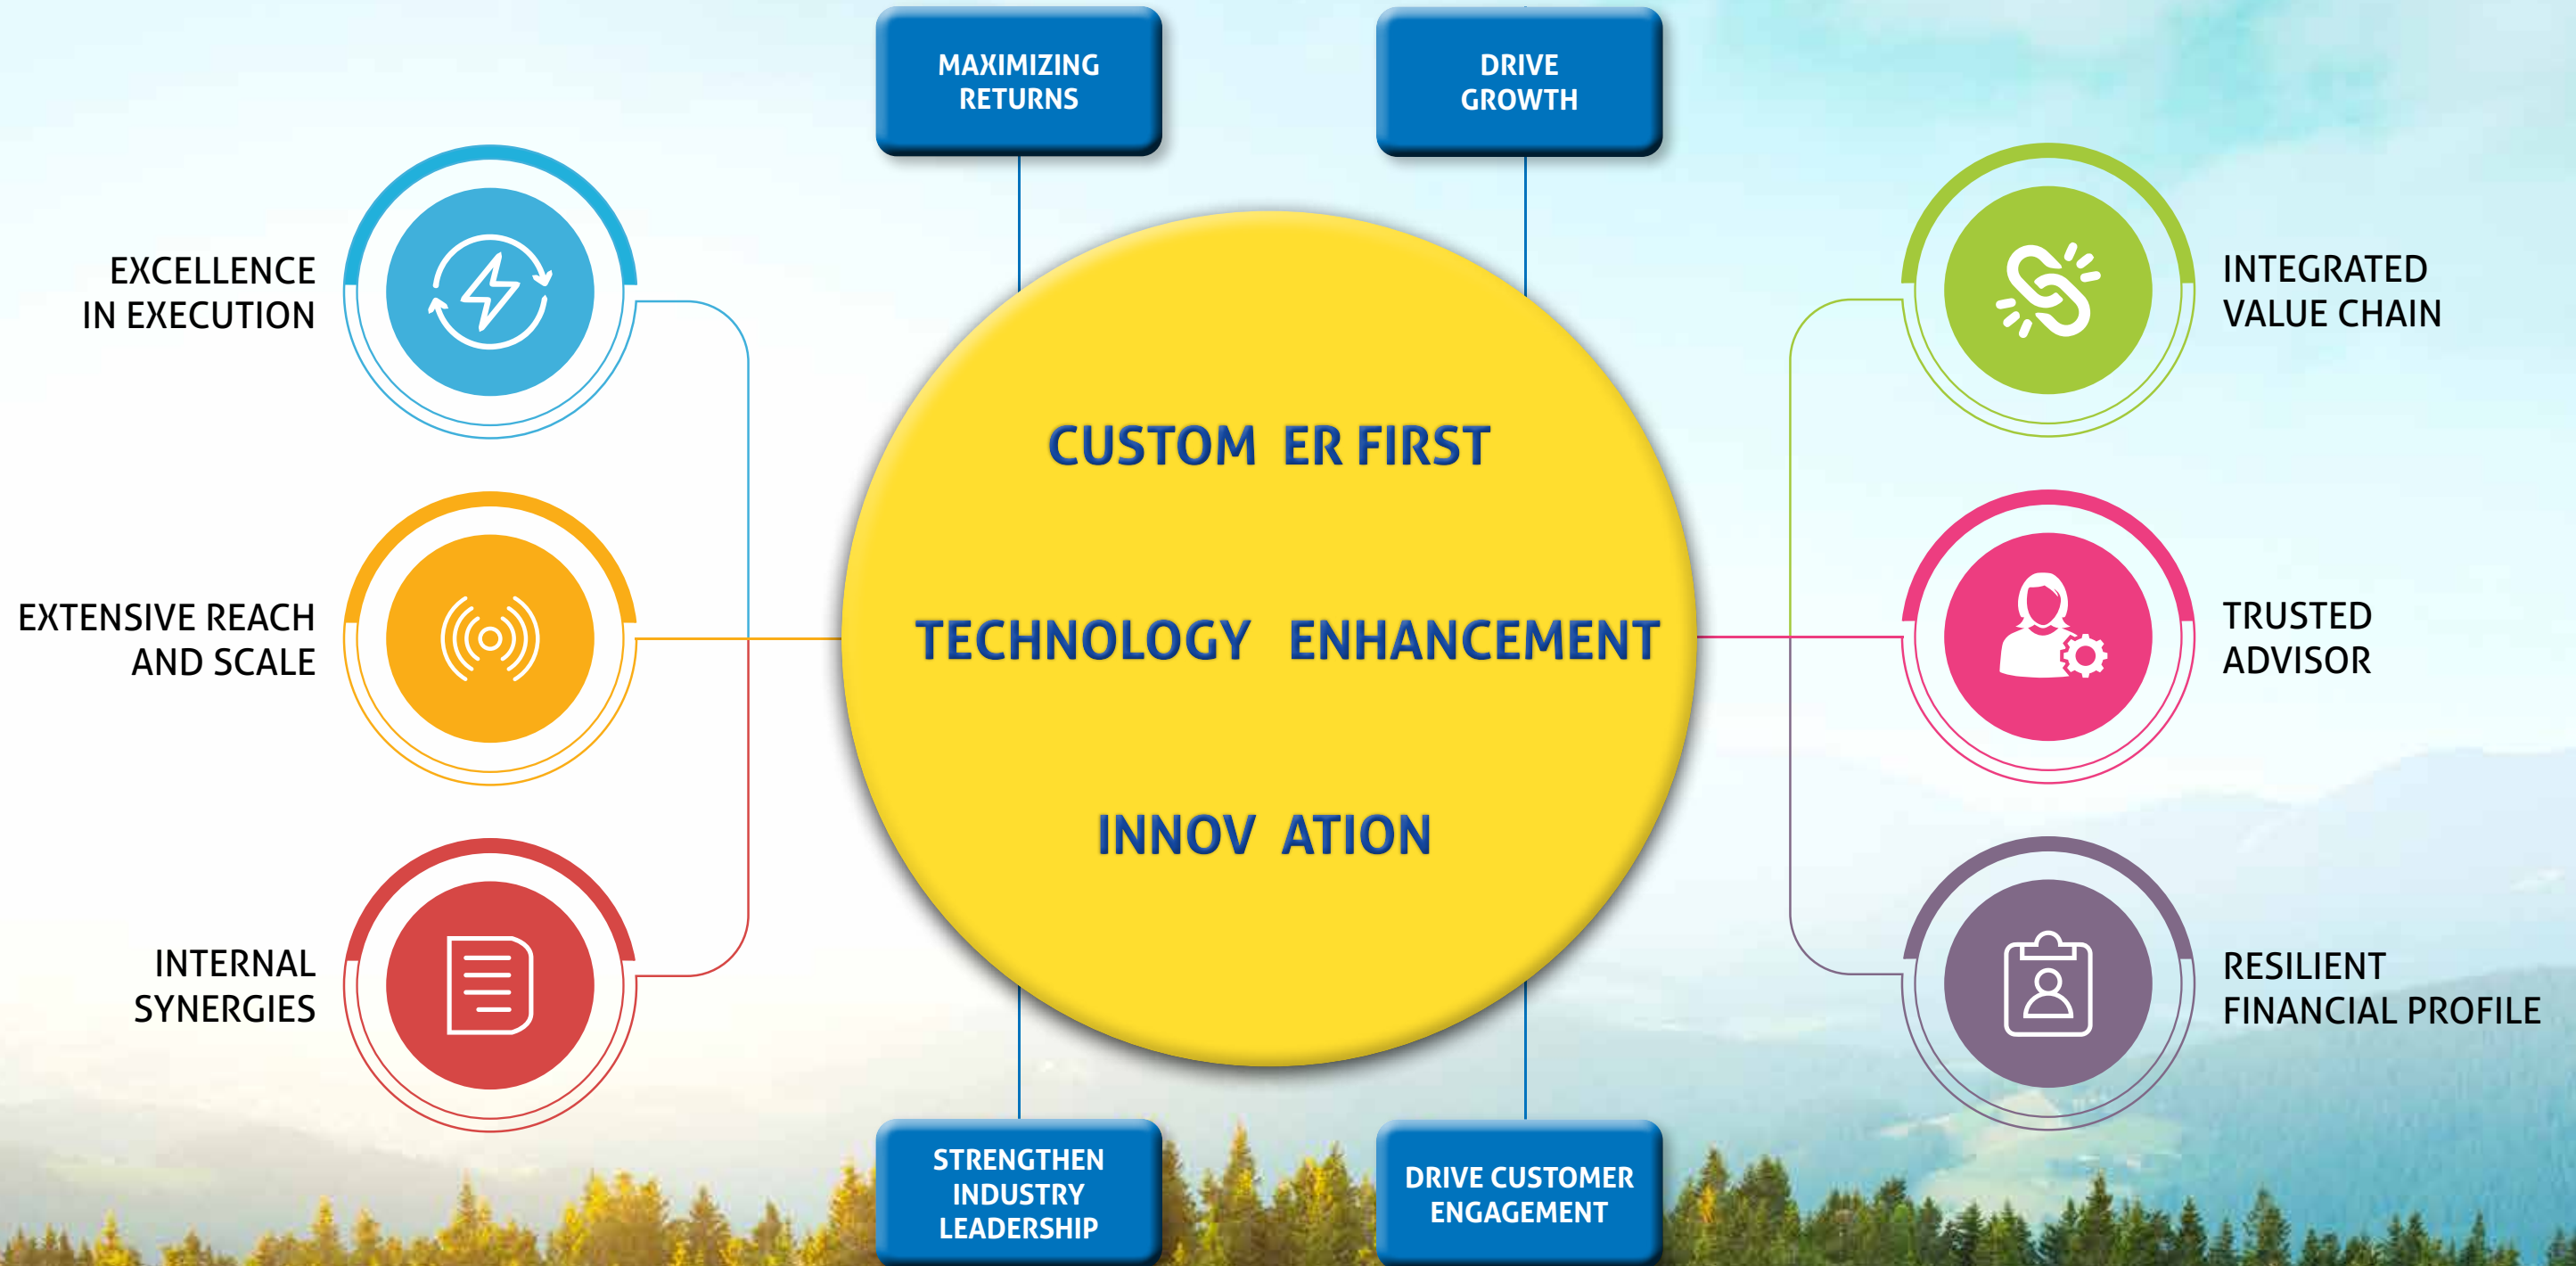 MAXIMIZING
RETURNS
DRIVE
GROWTH
EXCELLENCE
IN EXECUTION
EXTENSIVE REACH
AND SCALE
INTERNAL
SYNERGIES
CUSTOM ER FIRST
TECHNOLOGY ENHANCEMENT
INNOV ATION
INTEGRATED
VALUE CHAIN
TRUSTED
ADVISOR
RESILIENT
FINANCIAL PROFILE
STRENGTHEN
INDUSTRY
LEADERSHIP
DRIVE CUSTOMER
ENGAGEMENT